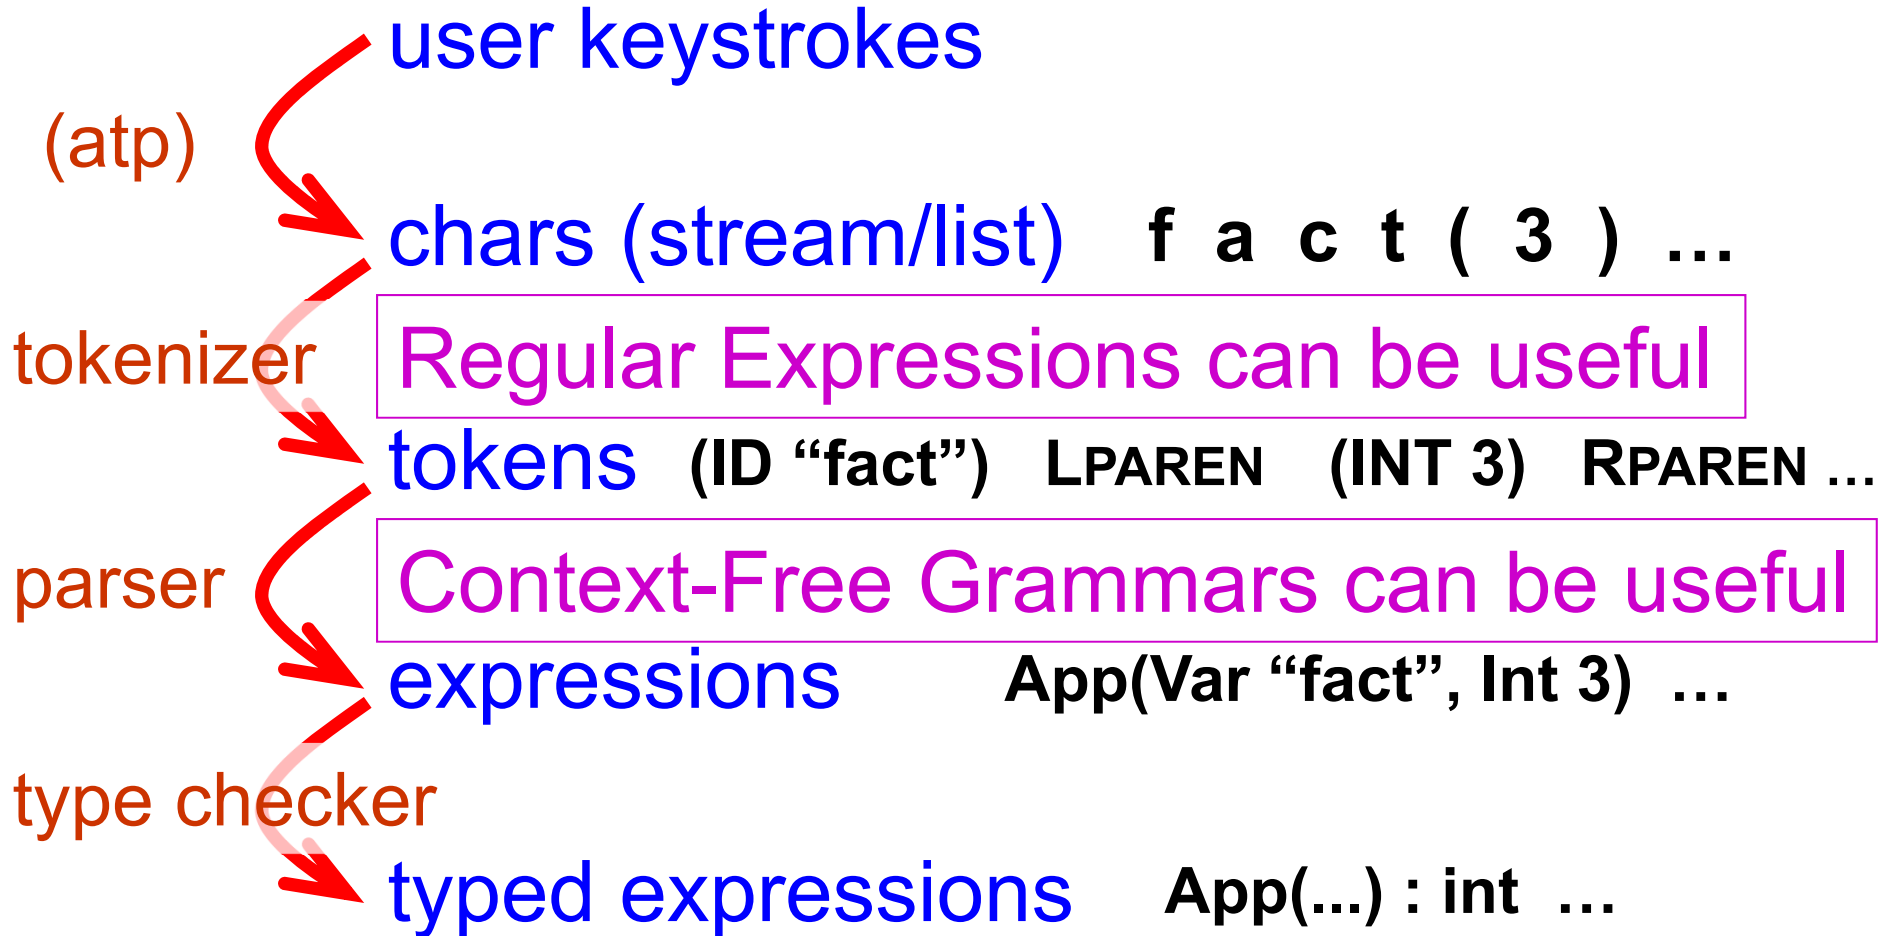 user keystrokes
(atp)
chars (stream/list) f a c t ( 3 ) …
tokenizer Regular Expressions can be useful
tokens (ID “fact”) LPAREN (INT 3) RPAREN …
parser Context-Free Grammars can be useful
expressions App(Var “fact”, Int 3) …
type checker
typed expressions App(...) : int …